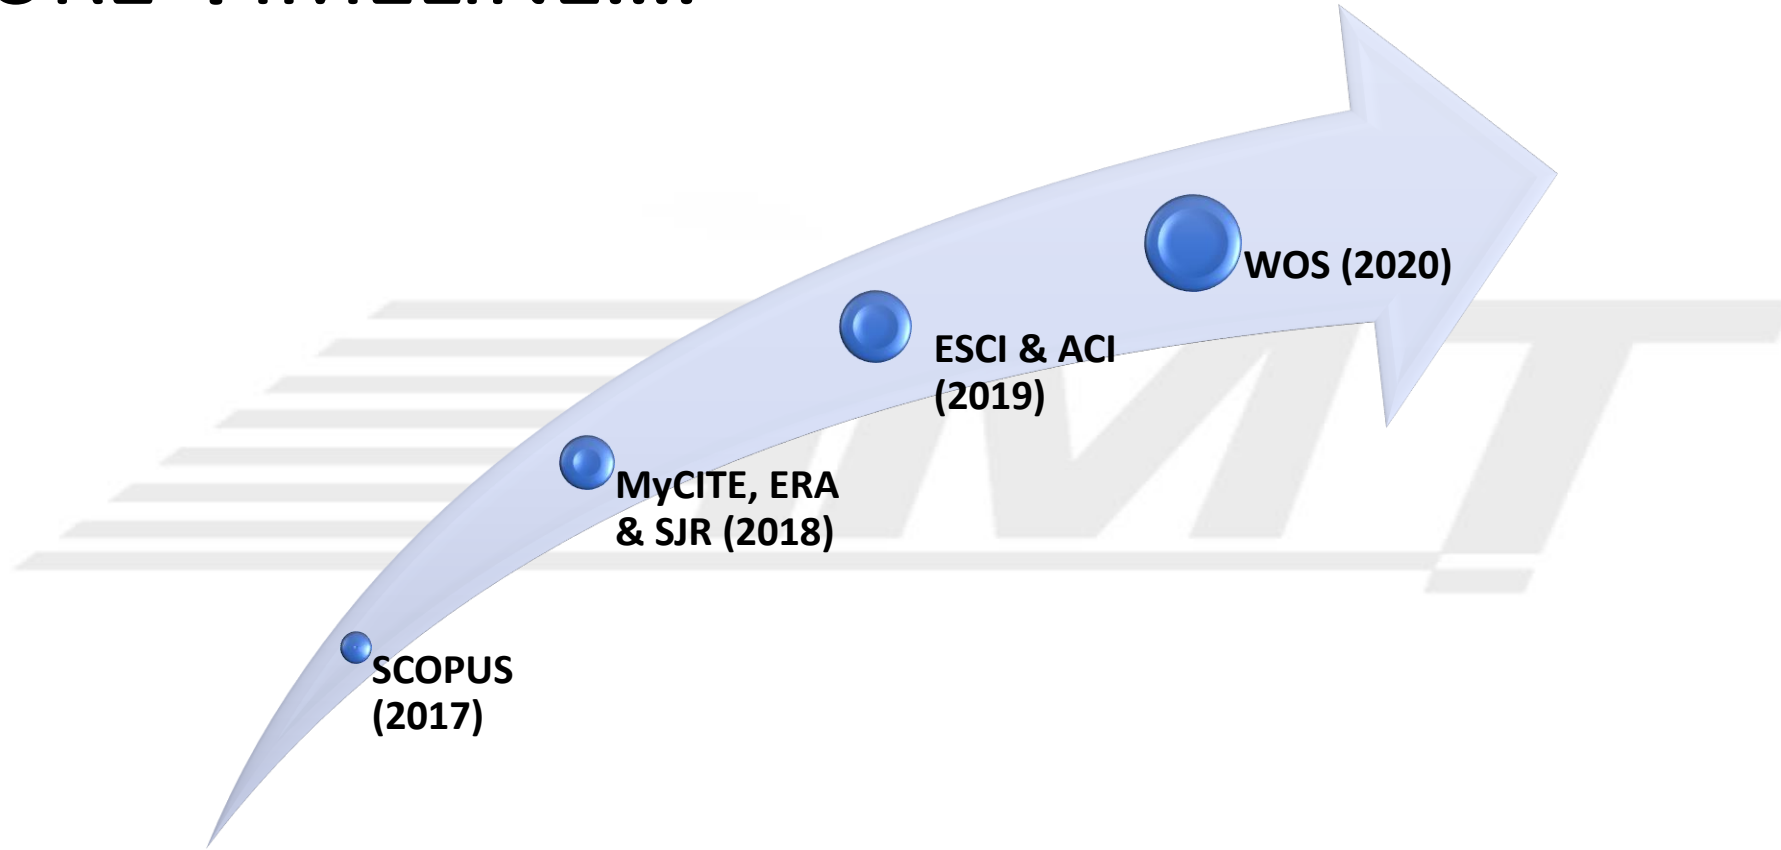 WOS (2020)
ESCI & ACI
(2019)
MyCITE, ERA
& SJR (2018)
SCOPUS
(2017)